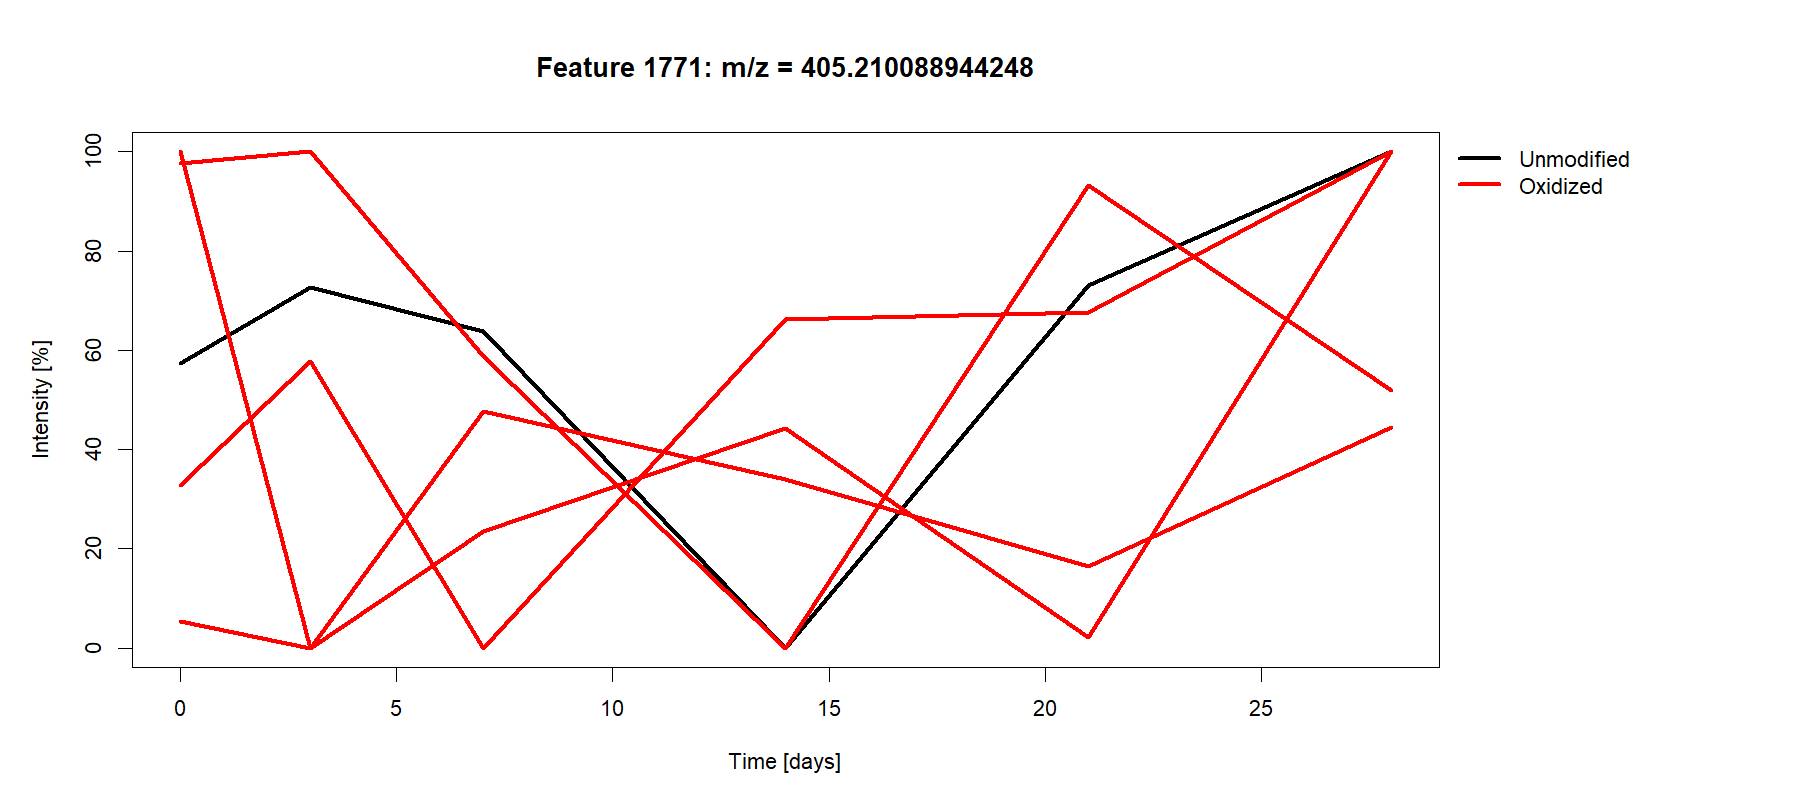 Feature 1771: m/z = 405.210088944248
Unmodified
Oxidized
Intensity [%]
100
80
60
40
20
0
0 5 10 15 20 25
Time [days]